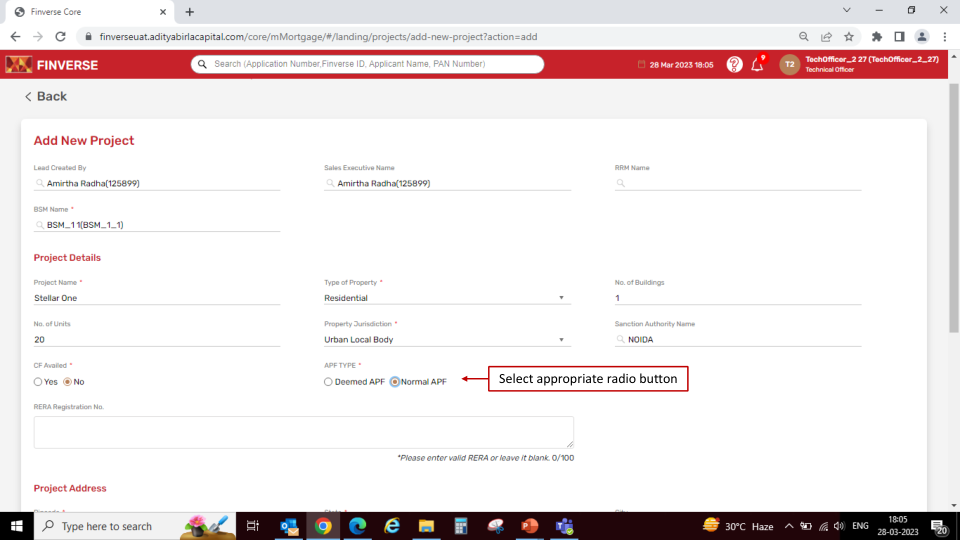 Finverse Core
finverseuat.adityabirlacapital.com/core/mMortgage/#/landing/projects/add-new-project?action=add
FINVERSE
Search (Application Number,Finverse ID, Applicant Name, PAN Number)
28 Mar 2023 18:05
T2
TechOfficer_2 27 (TechOfficer_2_27)
Technical Officer
< Back
Add New Project
Lead Created By
Sales Executive Name
RRM Name
Amirtha Radha(125899)
Amirtha Radha(125899)
BSM Name *
BSM_1 1(BSM_1_1)
Project Details
Project Name *
Type of Property *
No. of Buildings
Stellar One
Residential
1
No. of Units
Property Jurisdiction *
Sanction Authority Name
20
Urban Local Body
NOIDA
CF Availed *
APF TYPE *
Yes No
Deemed APF Normal APF
Select appropriate radio button
RERA Registration No.
*Please enter valid RERA or leave it blank. 0/100
Project Address
Type here to search
30°C Haze
ENG
18:05
28-03-2023
20